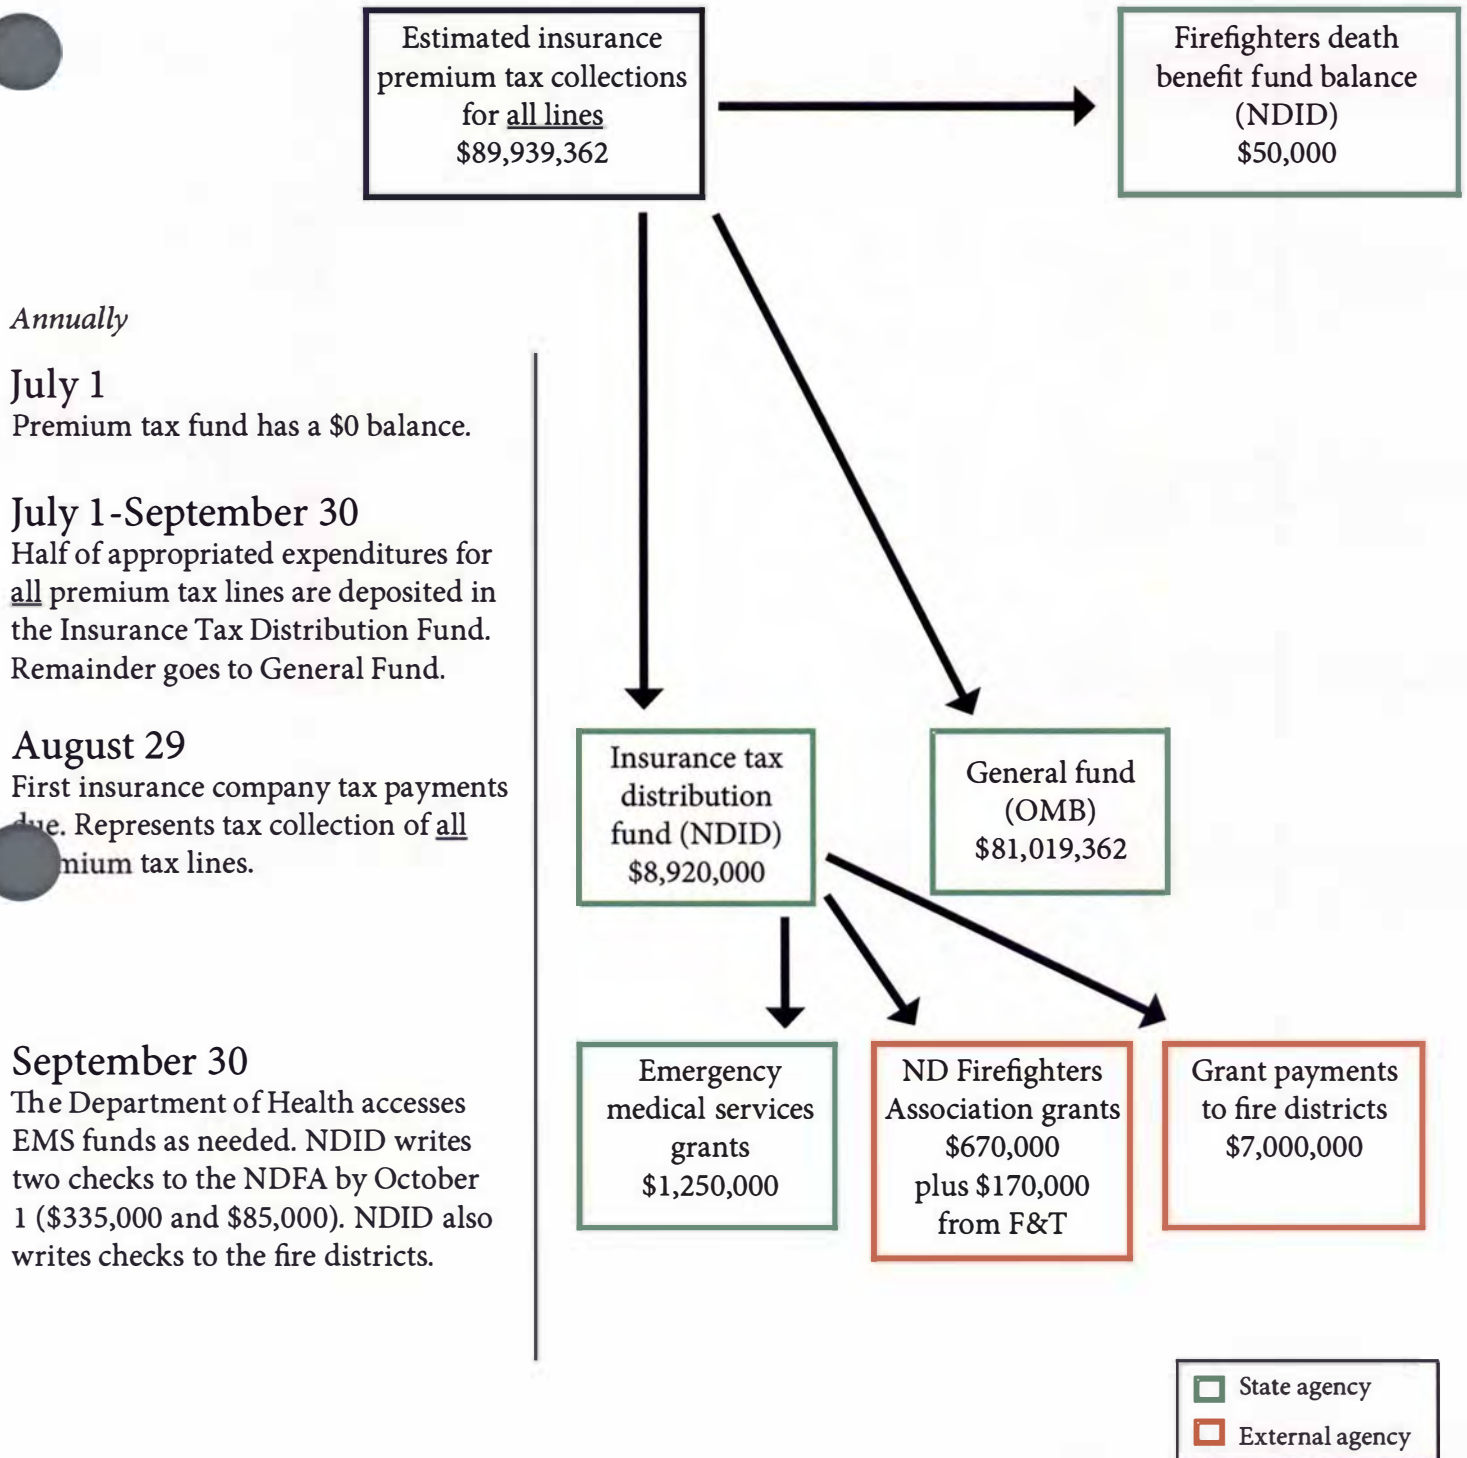 Estimated insurance
premium tax collections
for all lines
$89,939,362
Firefighters death
benefit fund balance
(NDID)
$50,000
Annually
July 1
Premium tax fund has a $0 balance.
July 1-September 30
Half of appropriated expenditures for
all premium tax lines are deposited in
the Insurance Tax Distribution Fund.
Remainder goes to General Fund.
August 29
First insurance company tax payments
due. Represents tax collection of all
mium tax lines.
Insurance tax
distribution
fund (NDID)
$8,920,000
General fund
(OMB)
$81,019,362
September 30
The Department of Health accesses
EMS funds as needed. NDID writes
two checks to the NDFA by October
1 ($335,000 and $85,000). NDID also
writes checks to the fire districts.
Emergency
medical services
grants
$1,250,000
ND Firefighters
Association grants
$670,000
plus $170,000
from F&T
Grant payments
to fire districts
$7,000,000
State agency
External agency